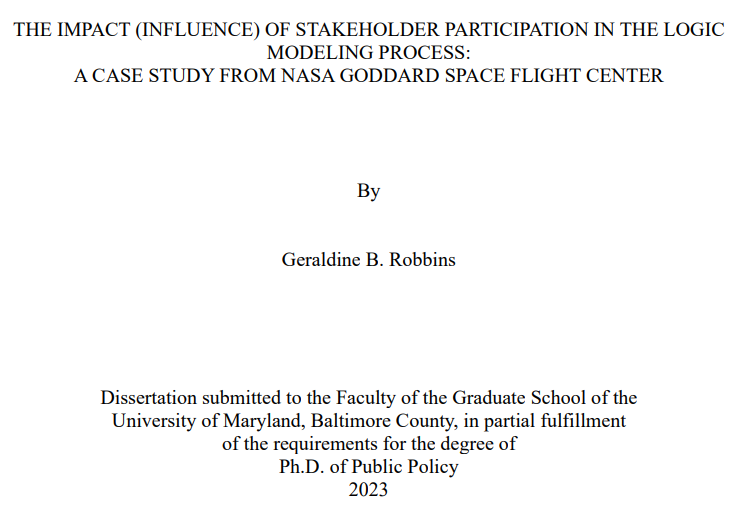 THE IMPACT (INFLUENCE) OF STAKEHOLDER PARTICIPATION IN THE LOGIC
MODELING PROCESS:
A CASE STUDY FROM NASA GODDARD SPACE FLIGHT CENTER
By
Geraldine B. Robbins
Dissertation submitted to the Faculty of the Graduate School of the
University of Maryland, Baltimore County, in partial fulfillment
of the requirements for the degree of
Ph.D. of Public Policy
2023